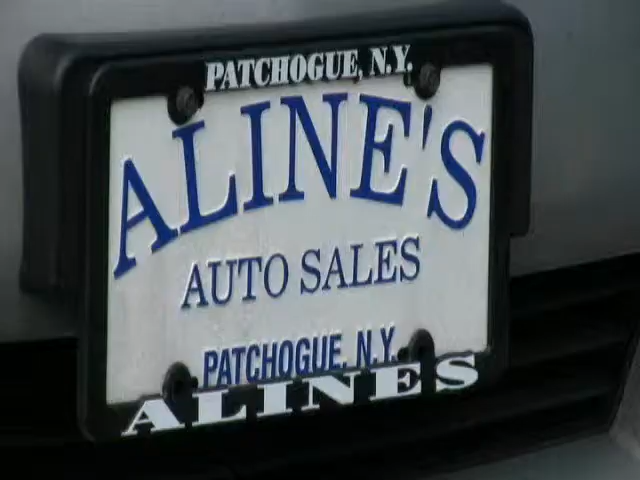 PATCHOGUE, N.Y.
ALINE'S
AUTO SALES
PATCHOGUE, N.Y.
ALINES